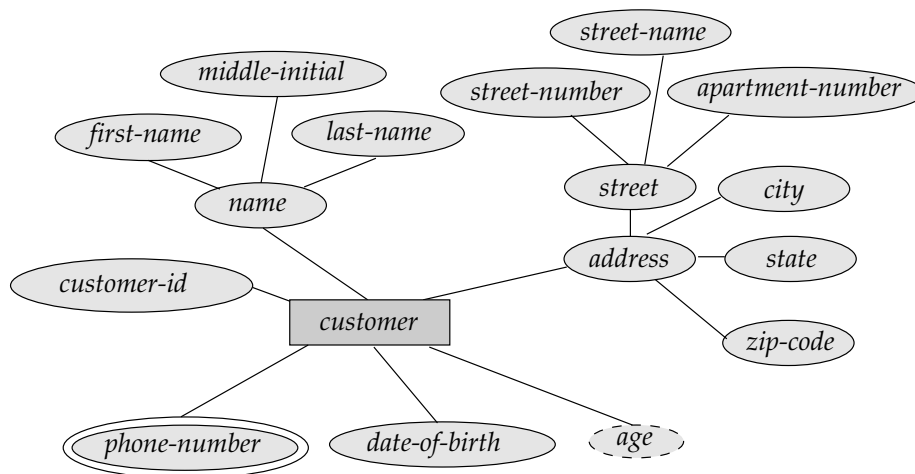 street-name
middle-initial
street-number
apartment-number
first-name
last-name
name
street
city
address
state
customer-id
customer
zip-code
phone-number
date-of-birth
age